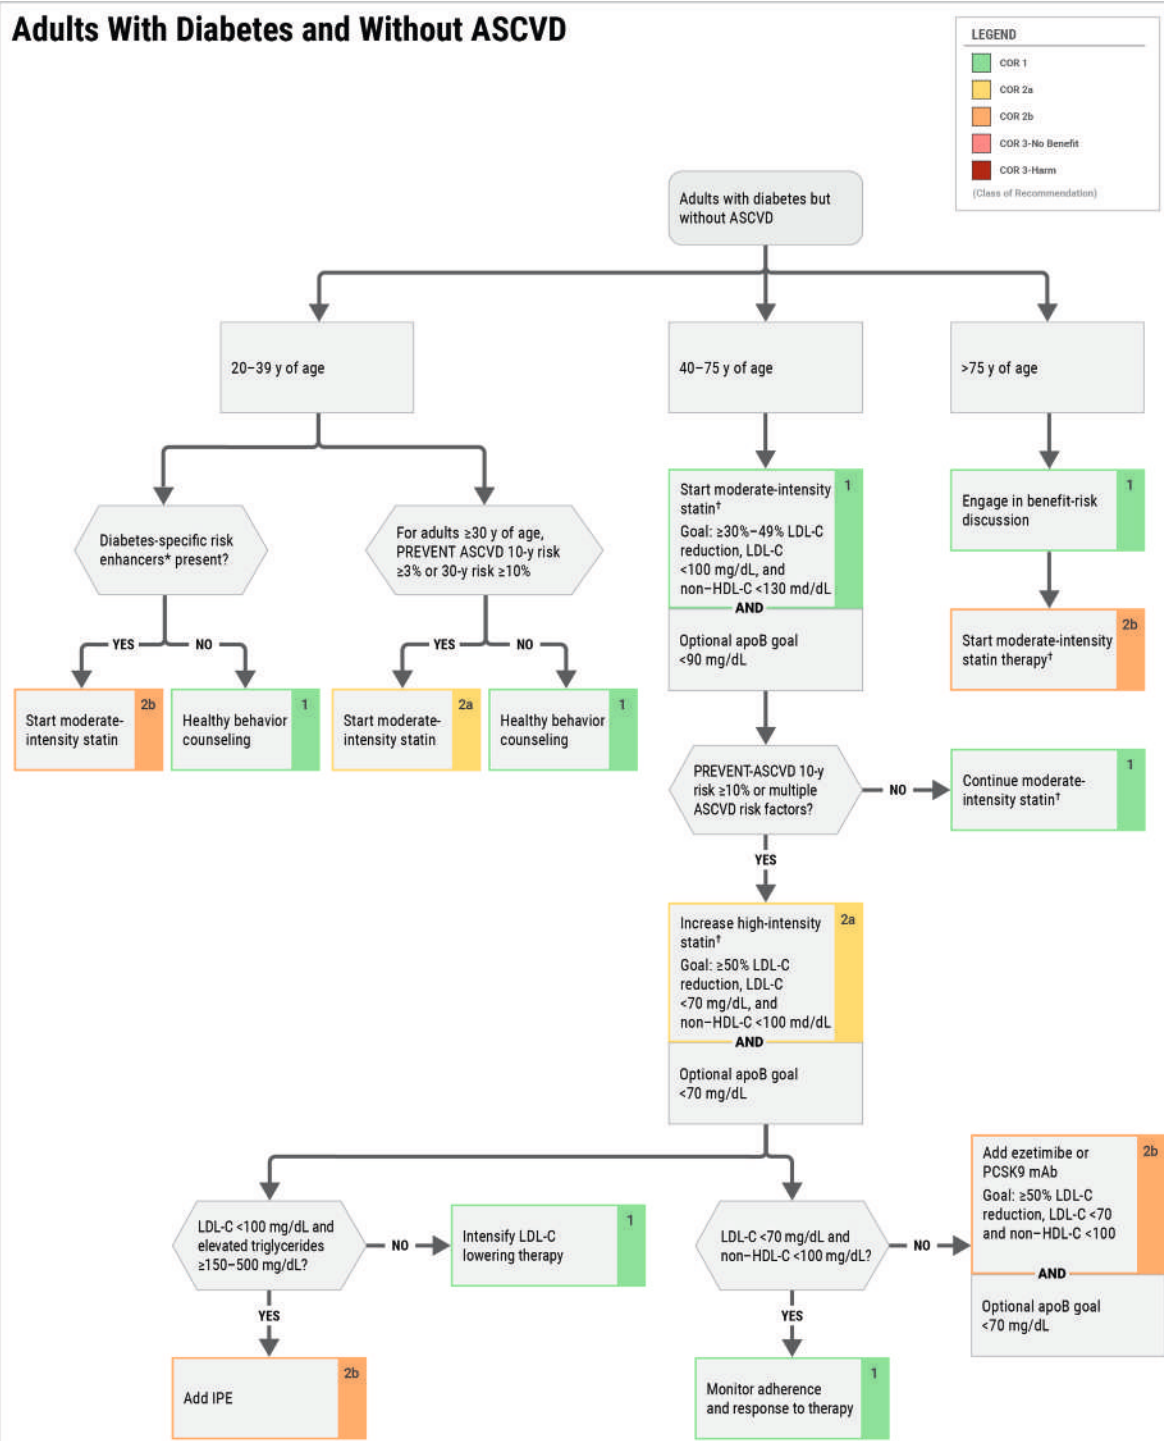 Adults With Diabetes and Without ASCVD
LEGEND
COR 1
COR 2a
COR 2b
COR 3-No Benefit
COR 3-Harm
(Class of Recommendation)
Adults with diabetes but
without ASCVD
20–39 y of age
40–75 y of age
>75 y of age
Diabetes-specific risk
enhancers* present?
For adults ≥30 y of age,
PREVENT ASCVD 10-y risk
≥3% or 30-y risk ≥10%
Start moderate-intensity
statin†
1
Goal: ≥30%–49% LDL-C
reduction, LDL-C
<100 mg/dL, and
non–HDL-C <130 md/dL
AND
Optional apoB goal
<90 mg/dL
Engage in benefit-risk
discussion
1
Start moderate-intensity
statin therapy†
2b
YES
NO
YES
NO
Start moderate-
intensity statin
2b
Healthy behavior
counseling
1
Start moderate-
intensity statin
2a
Healthy behavior
counseling
1
PREVENT-ASCVD 10-y
risk ≥10% or multiple
ASCVD risk factors?
NO
Continue moderate-
intensity statin†
1
YES
Increase high-intensity
statin†
2a
Goal: ≥50% LDL-C
reduction, LDL-C
<70 mg/dL, and
non–HDL-C <100 md/dL
AND
Optional apoB goal
<70 mg/dL
LDL-C <100 mg/dL and
elevated triglycerides
≥150–500 mg/dL?
NO
Intensify LDL-C
lowering therapy
1
YES
Add IPE
2b
LDL-C <70 mg/dL and
non–HDL-C <100 mg/dL?
NO
Add ezetimibe or
PCSK9 mAb
2b
Goal: ≥50% LDL-C
reduction, LDL-C <70
and non–HDL-C <100
AND
Optional apoB goal
<70 mg/dL
YES
Monitor adherence
and response to therapy
1